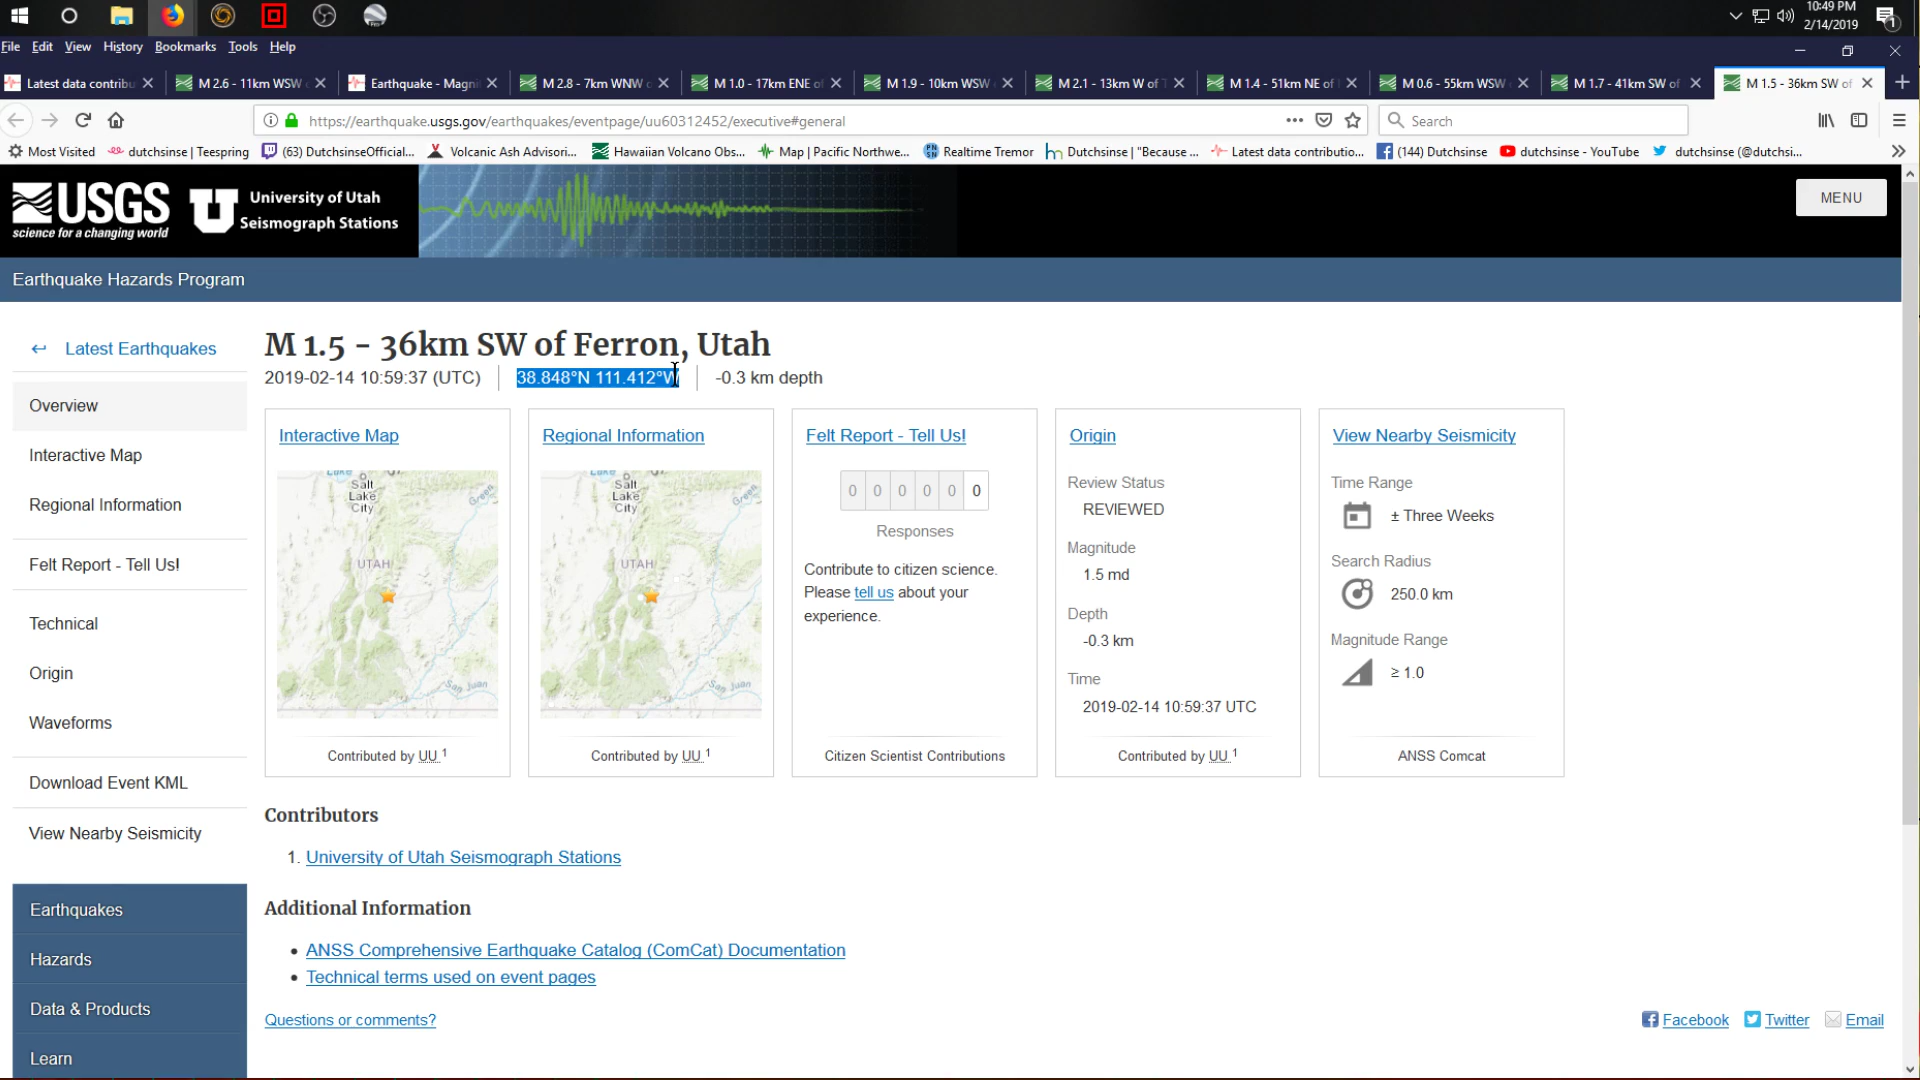 10:49 PM
2/14/2019
1
File Edit View History Bookmarks Tools Help
Latest data contribu
M 2.6 - 11km WSW
Earthquake - Magni
M 2.8 - 7km WNW
M 1.0 - 17km ENE of
M 1.9 - 10km WSW
M 2.1 - 13km W of T
M 1.4 - 51km NE of
M 0.6 - 55km WSW
M 1.7 - 41km SW of
M 1.5 - 36km SW of
https://earthquake.usgs.gov/earthquakes/eventpage/uu60312452/executive#general
Search
Most Visited
dutchsinse | Teespring
(63) DutchsinseOfficial...
Volcanic Ash Advisori...
Hawaiian Volcano Obs...
Map | Pacific Northwe...
Realtime Tremor
Dutchsinse | "Because ...
Latest data contributio...
(144) Dutchsinse
dutchsinse - YouTube
dutchsinse (@dutchsi...
USGS
science for a changing world
U
University of Utah
Seismograph Stations
MENU
Earthquake Hazards Program
Latest Earthquakes
Overview
Interactive Map
Regional Information
Felt Report - Tell Us!
Technical
Origin
Waveforms
Download Event KML
View Nearby Seismicity
Earthquakes
Hazards
Data & Products
Learn
M 1.5 - 36km SW of Ferron, Utah
2019-02-14 10:59:37 (UTC)
38.848°N 111.412°W
-0.3 km depth
Interactive Map
Salt
Lake
City
Green
UTAH
San Juan
Contributed by UU 1
Regional Information
Salt
Lake
City
Green
UTAH
San Juan
Contributed by UU 1
Felt Report - Tell Us!
0 0 0 0 0 0
Responses
Contribute to citizen science.
Please tell us about your
experience.
Citizen Scientist Contributions
Origin
Review Status
REVIEWED
Magnitude
1.5 md
Depth
-0.3 km
Time
2019-02-14 10:59:37 UTC
Contributed by UU 1
View Nearby Seismicity
Time Range
± Three Weeks
Search Radius
250.0 km
Magnitude Range
≥ 1.0
ANSS Comcat
Contributors
1. University of Utah Seismograph Stations
Additional Information
• ANSS Comprehensive Earthquake Catalog (ComCat) Documentation
• Technical terms used on event pages
Questions or comments?
Facebook
Twitter
Email